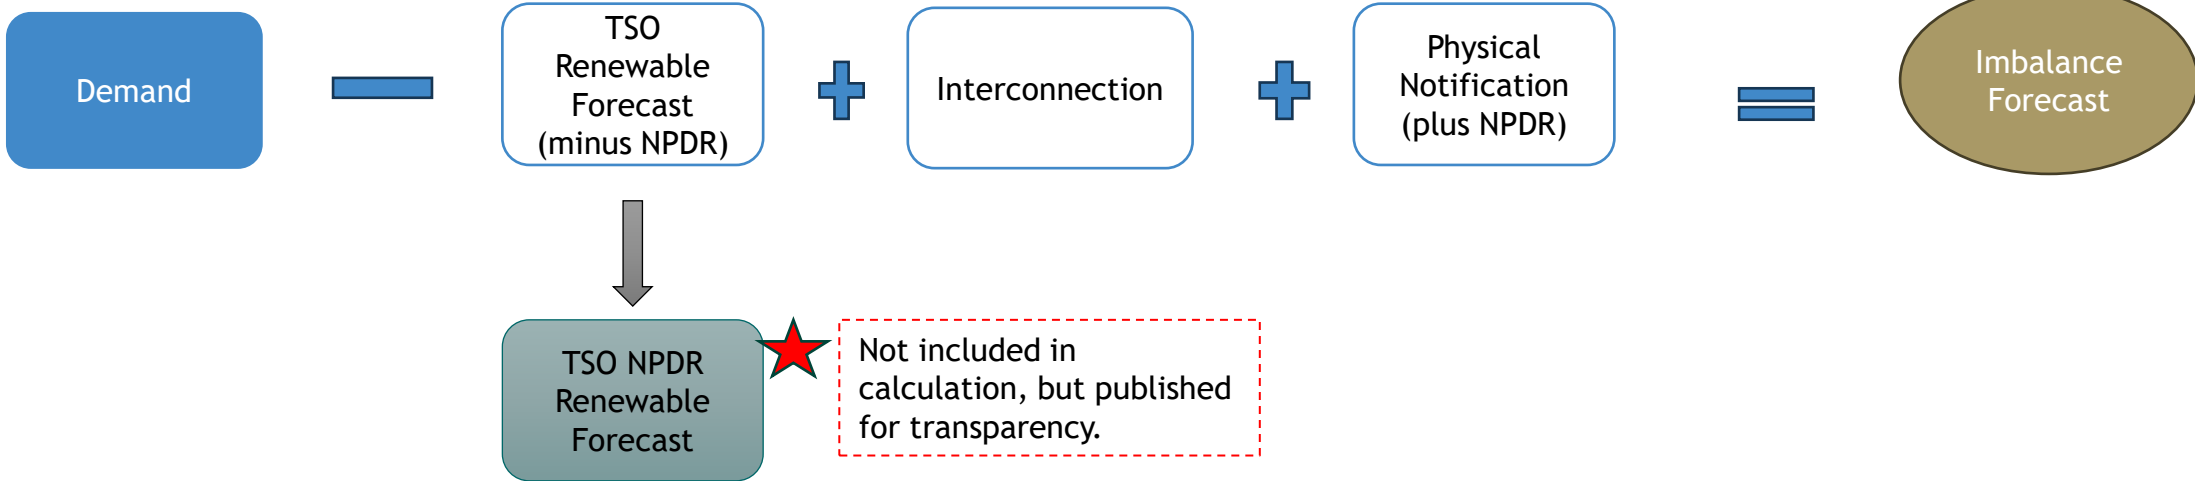 Demand
TSO
Renewable
Forecast
(minus NPDR)
Interconnection
Physical
Notification
(plus NPDR)
Imbalance
Forecast
TSO NPDR
Renewable
Forecast
Not included in
calculation, but published
for transparency.